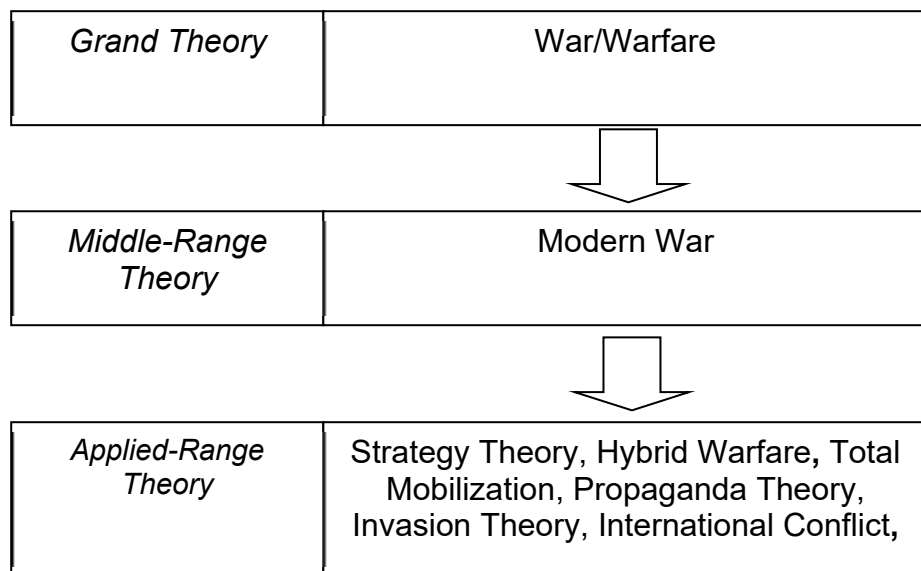 Grand Theory
War/Warfare
Middle-Range
Theory
Modern War
Applied-Range
Theory
Strategy Theory, Hybrid Warfare, Total
Mobilization, Propaganda Theory,
Invasion Theory, International Conflict,